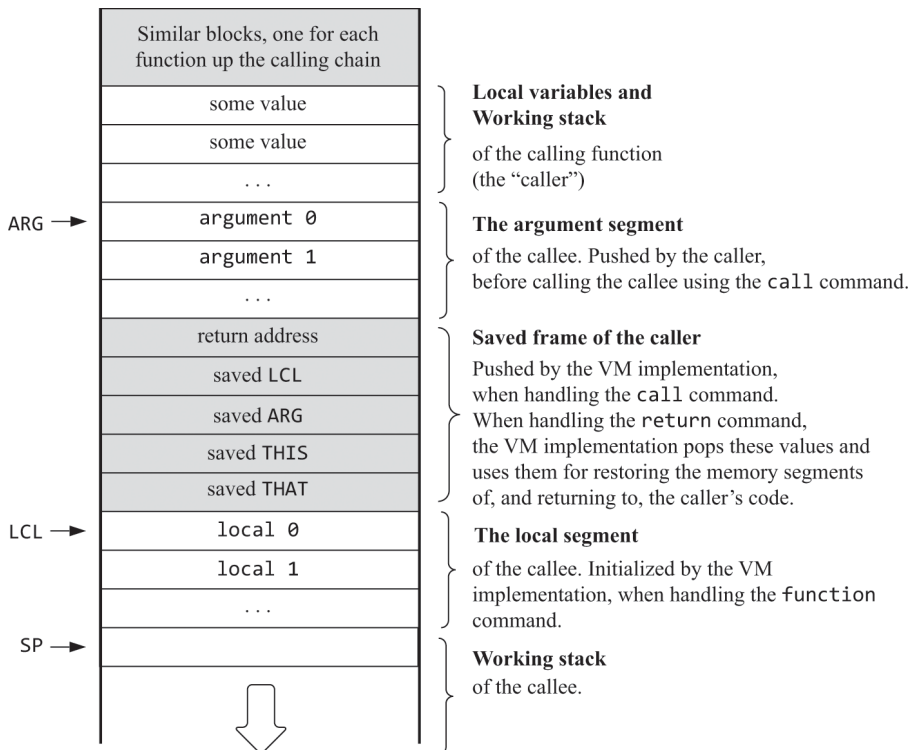 Similar blocks, one for each
function up the calling chain
some value
some value
. . .
Local variables and
Working stack
of the calling function
(the “caller”)
ARG
argument 0
argument 1
. . .
The argument segment
of the callee. Pushed by the caller,
before calling the callee using the call command.
return address
saved LCL
saved ARG
saved THIS
saved THAT
Saved frame of the caller
Pushed by the VM implementation,
when handling the call command.
When handling the return command,
the VM implementation pops these values and
uses them for restoring the memory segments
of, and returning to, the caller’s code.
LCL
local 0
local 1
. . .
The local segment
of the callee. Initialized by the VM
implementation, when handling the function
command.
SP
Working stack
of the callee.